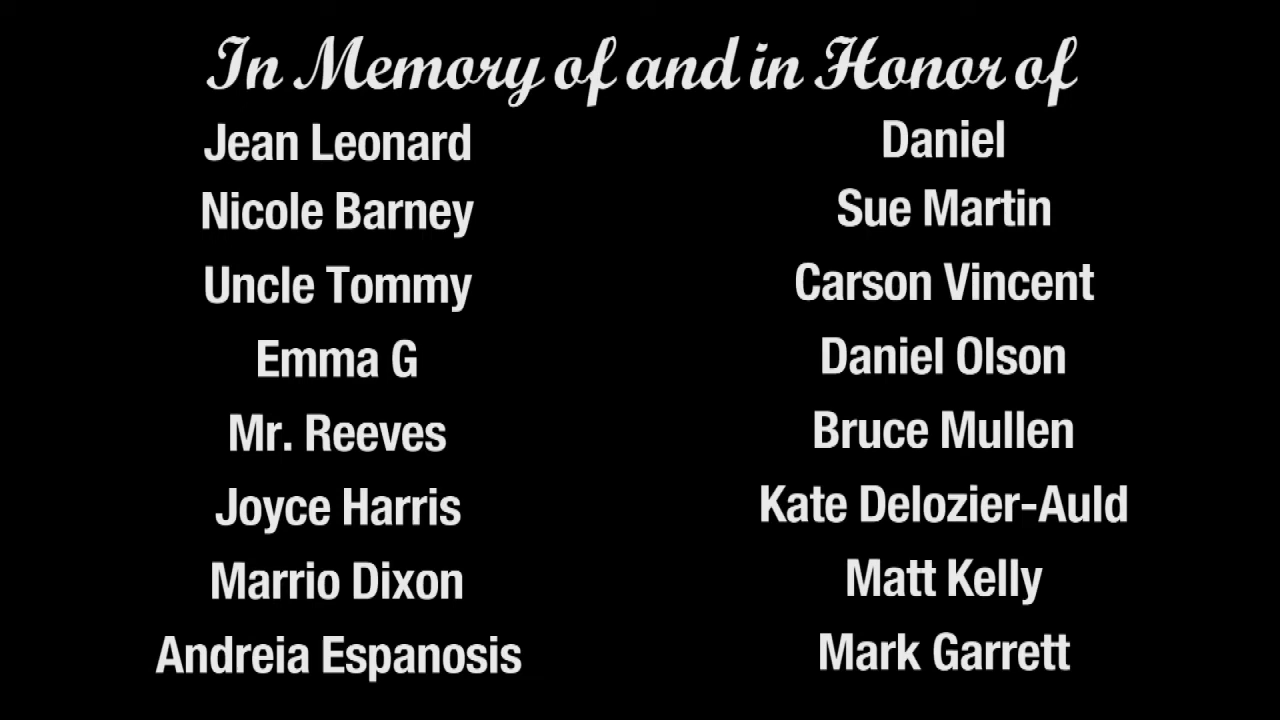 In Memory of and in Honor of
Jean Leonard
Nicole Barney
Uncle Tommy
Emma G
Mr. Reeves
Joyce Harris
Marrio Dixon
Andreia Espanosis
Daniel
Sue Martin
Carson Vincent
Daniel Olson
Bruce Mullen
Kate Delozier-Auld
Matt Kelly
Mark Garrett